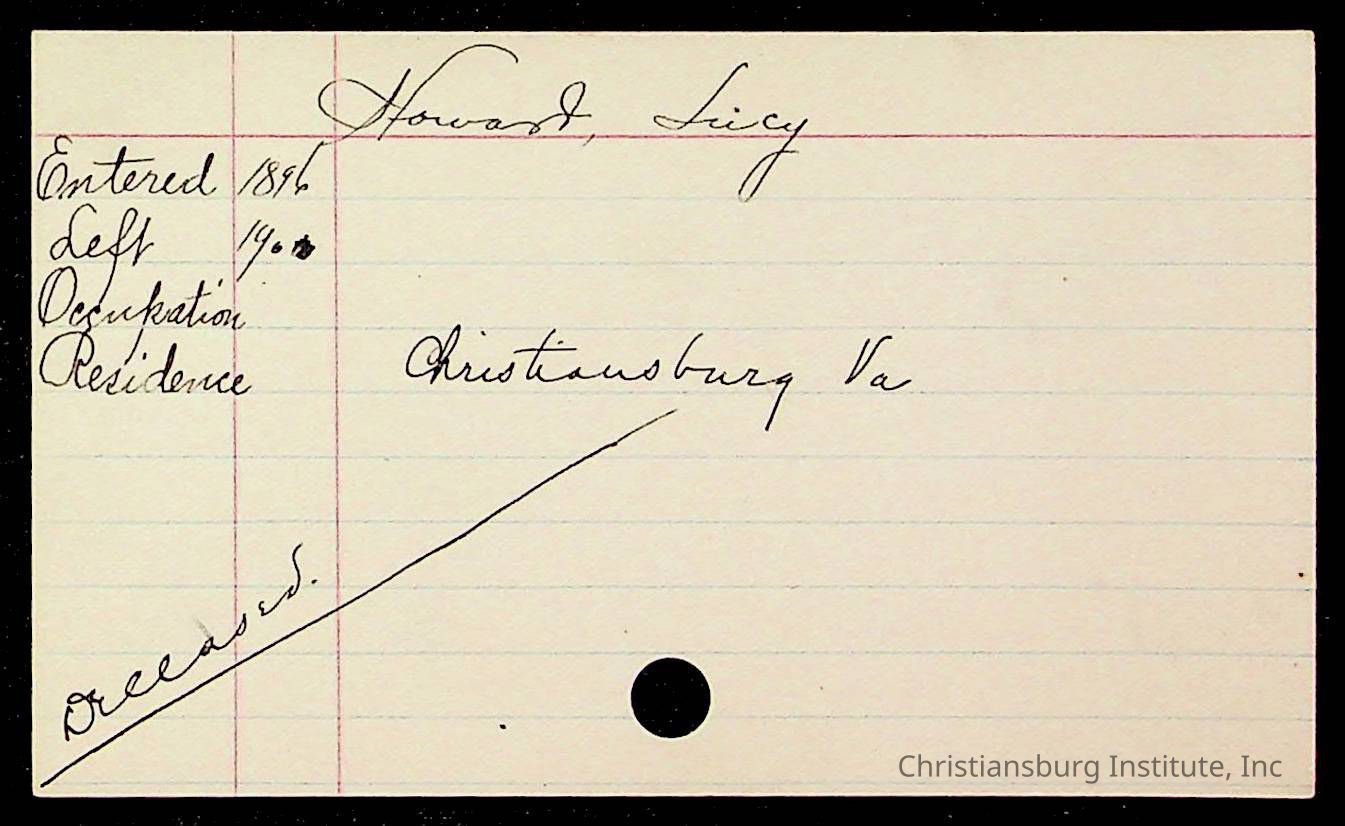 Howard, Lucy
Entered 1896
Left
Occupation
Residence Christiansburg Va
Deceased.
Christiansburg Institute, Inc